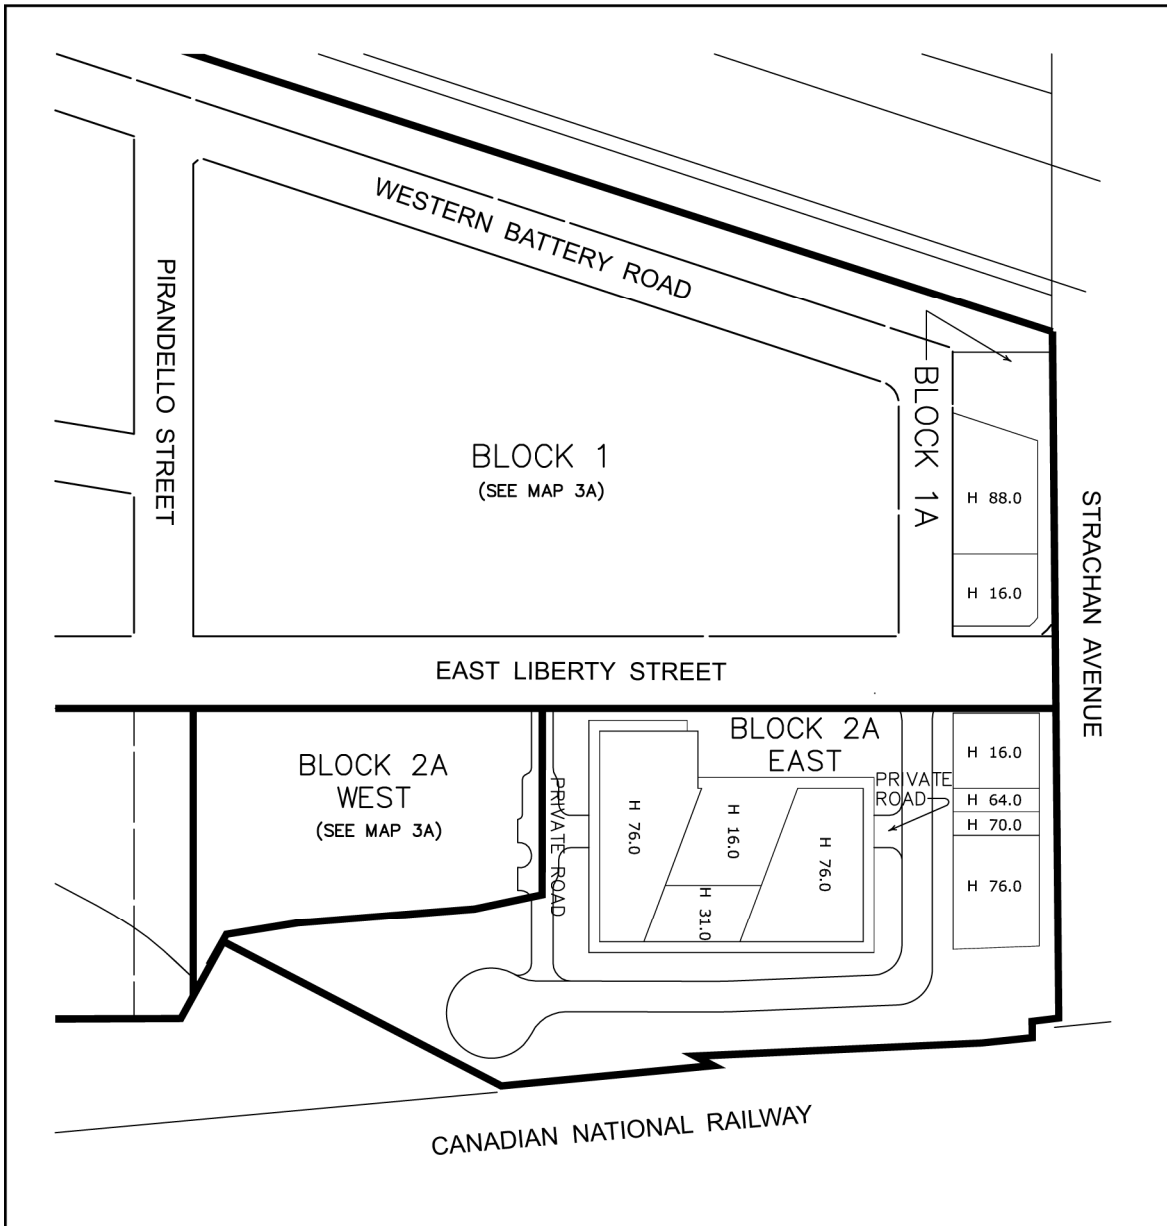 WESTERN BATTERY ROAD
PIRANDELLO STREET
BLOCK 1A
BLOCK 1
(SEE MAP 3A)
H 88.0
STRACHAN AVENUE
H 16.0
EAST LIBERTY STREET
BLOCK 2A
EAST
BLOCK 2A
WEST
(SEE MAP 3A)
PRIVATE ROAD
H 76.0
H 16.0
H 31.0
H 76.0
PRIVATE
ROAD
H 16.0
H 64.0
H 70.0
H 76.0
CANADIAN NATIONAL RAILWAY